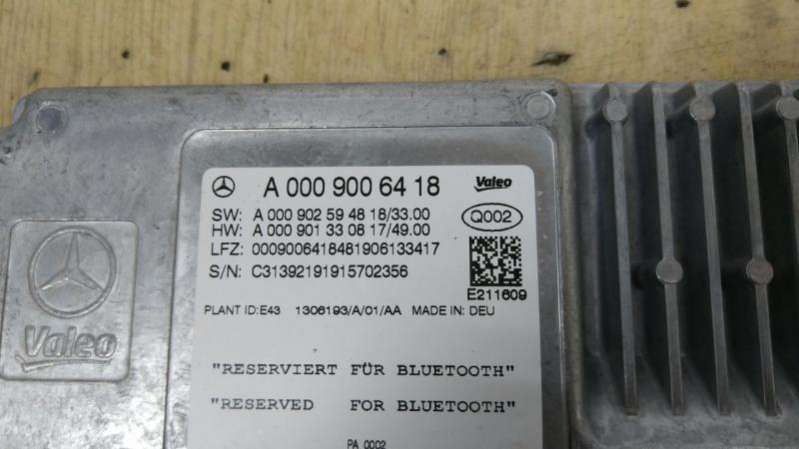 A 000 900 64 18 Valeo
SW: A 000 902 59 48 18/33.00
HW: A 000 901 33 08 17/49.00
Q002
LFZ: 0009006418481906133417
S/N: C31392191915702356
E211609
PLANT ID:E43 1306193/A/01/AA MADE IN: DEU
Valeo
"RESERVIERT FÜR BLUETOOTH"
"RESERVED FOR BLUETOOTH"
PA 0002